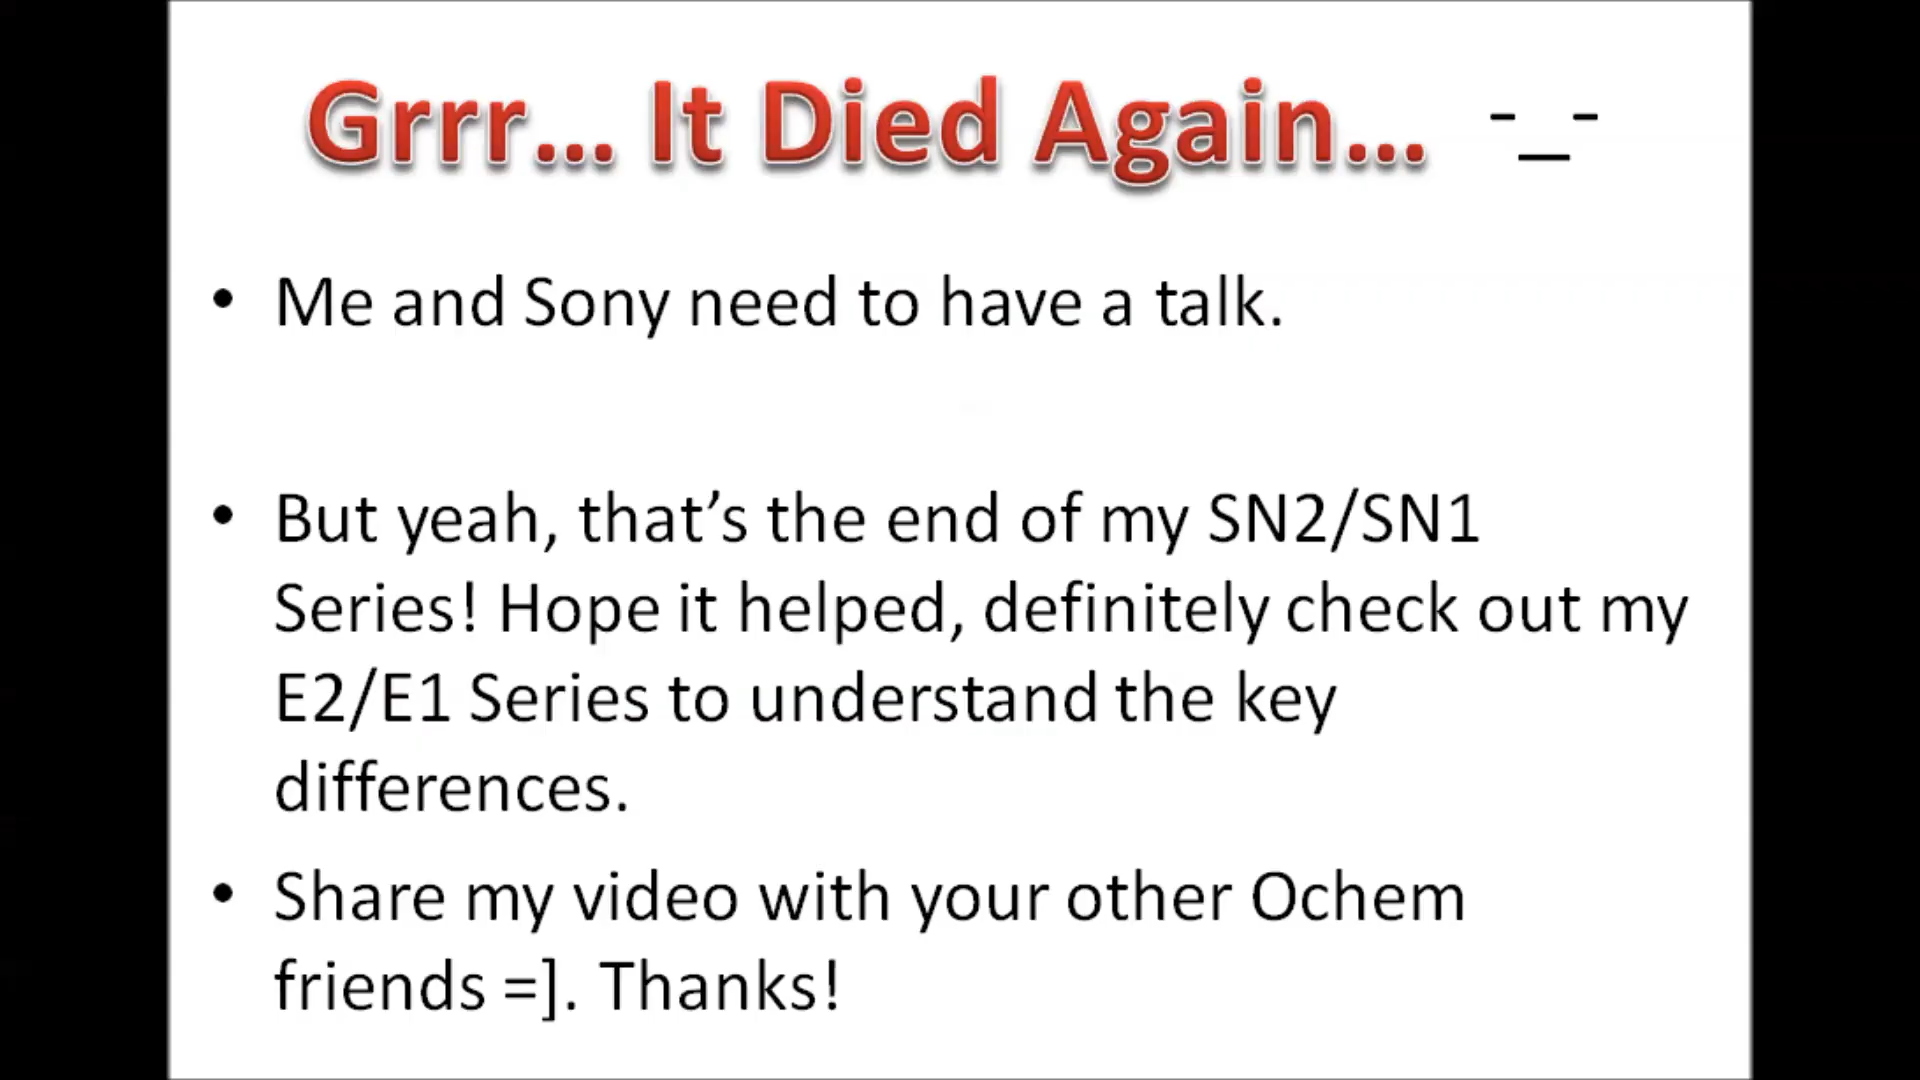 Grrr... It Died Again... -_-
• Me and Sony need to have a talk.
• But yeah, that’s the end of my SN2/SN1
Series! Hope it helped, definitely check out my
E2/E1 Series to understand the key
differences.
• Share my video with your other Ochem
friends =]. Thanks!